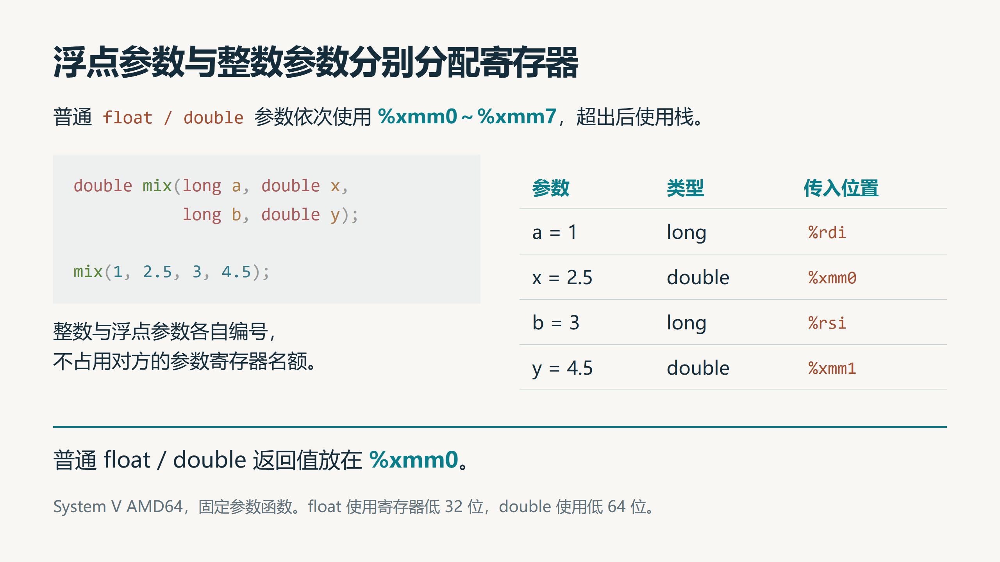 浮点参数与整数参数分别分配寄存器
普通 float / double 参数依次使用 %xmm0 ~ %xmm7，超出后使用栈。
double mix(long a, double x,
long b, double y);
mix(1, 2.5, 3, 4.5);
整数与浮点参数各自编号，
不占用对方的参数寄存器名额。
参数 类型 传入位置
a = 1 long %rdi
x = 2.5 double %xmm0
b = 3 long %rsi
y = 4.5 double %xmm1
普通 float / double 返回值放在 %xmm0。
System V AMD64，固定参数函数。float 使用寄存器低 32 位，double 使用低 64 位。